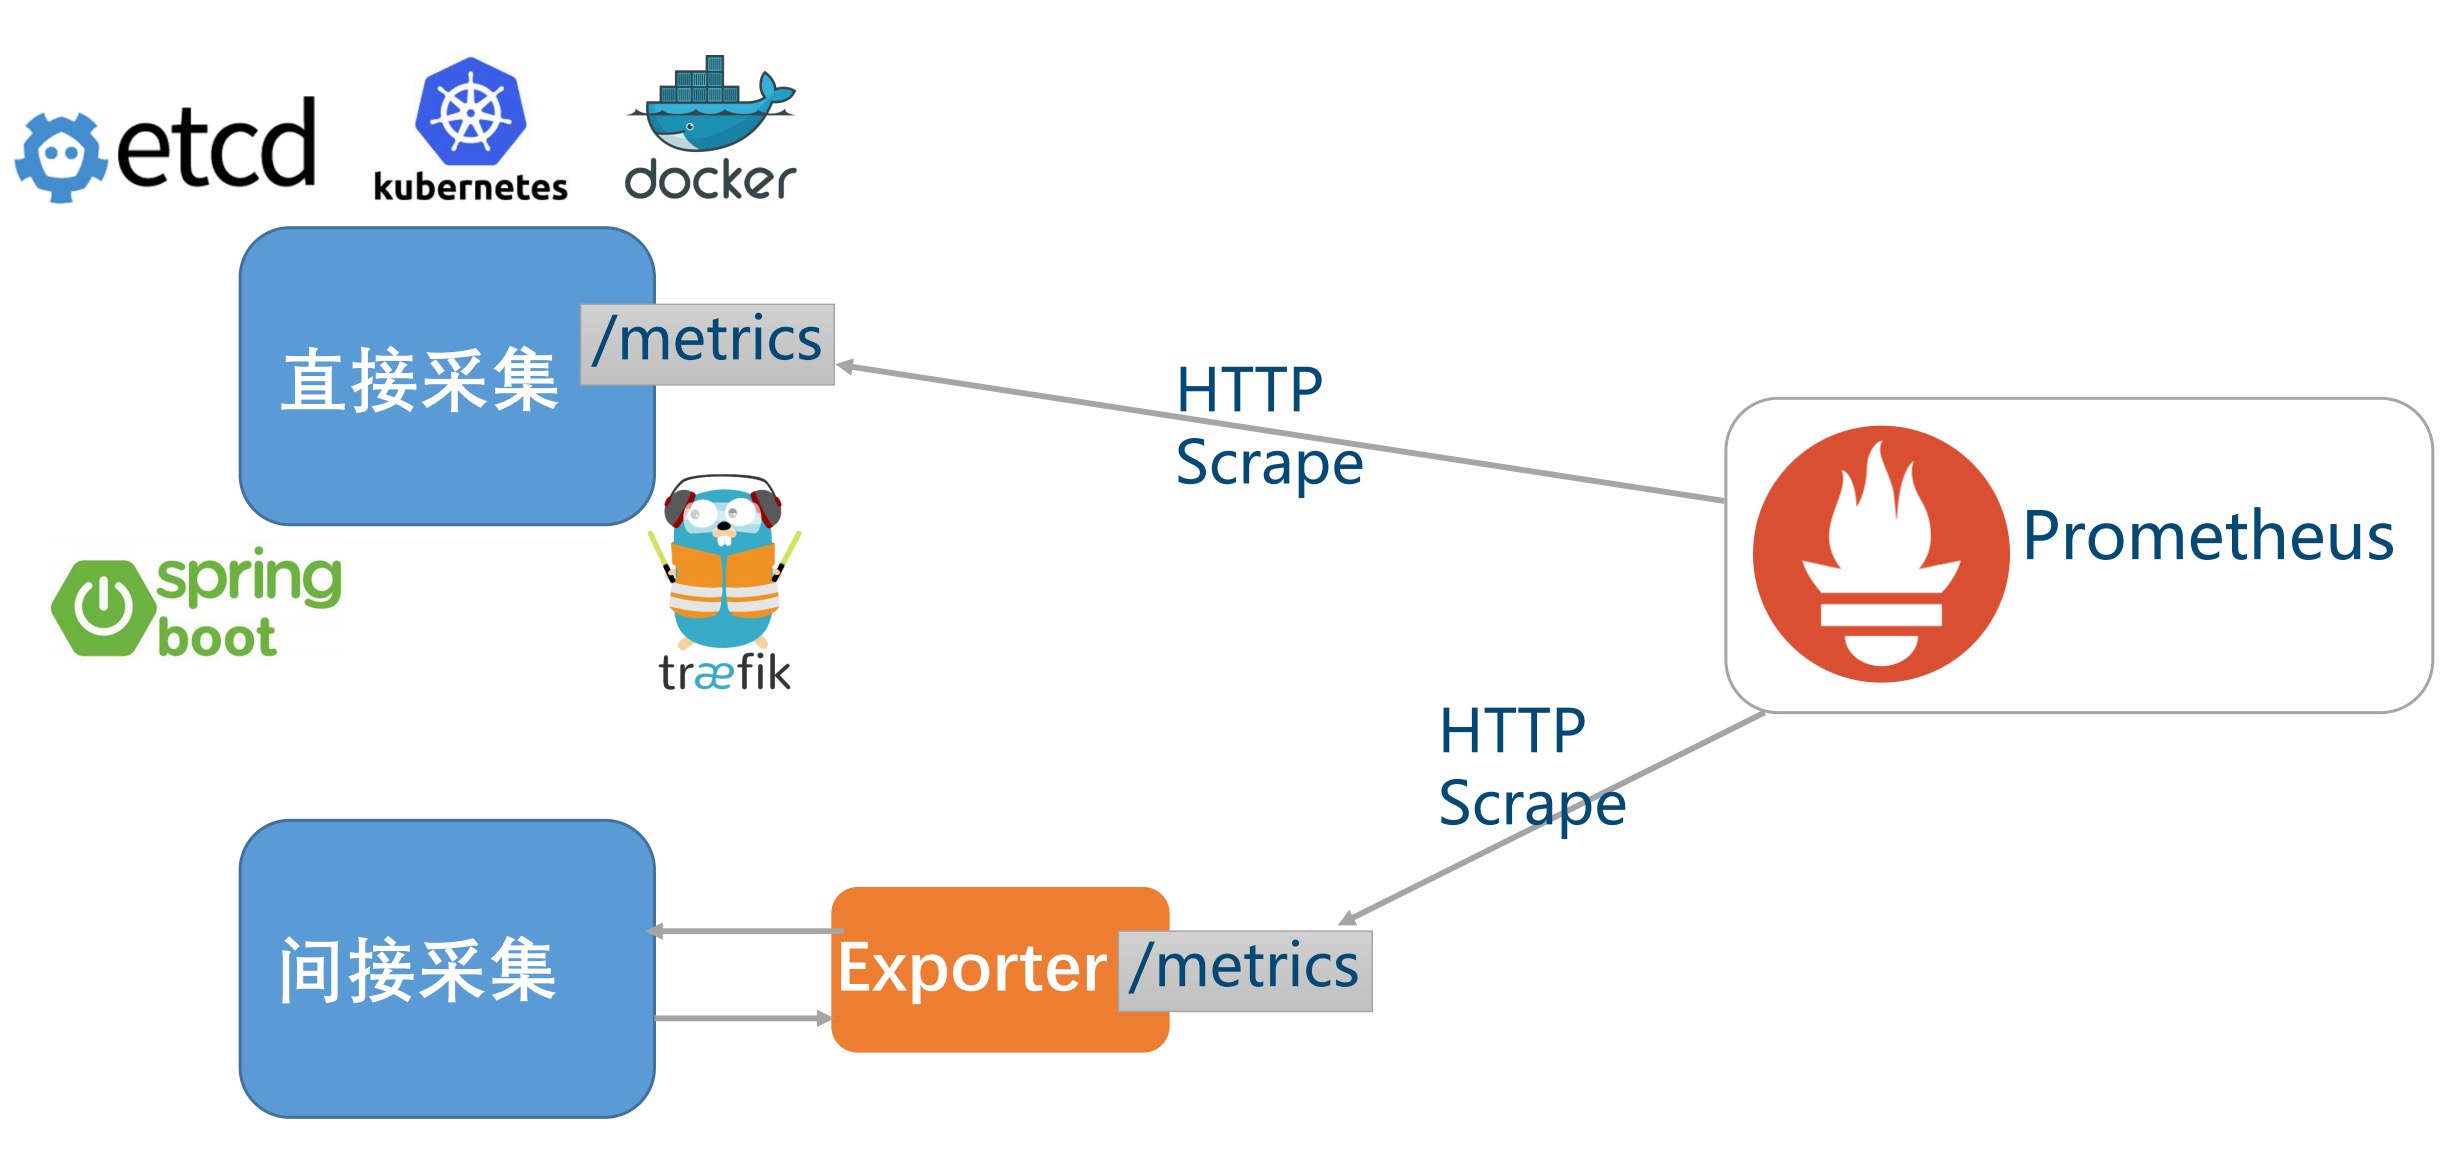 etcd
kubernetes
docker
直接采集
/metrics
HTTP
Scrape
Prometheus
spring
boot
træfik
HTTP
Scrape
间接采集
Exporter
/metrics